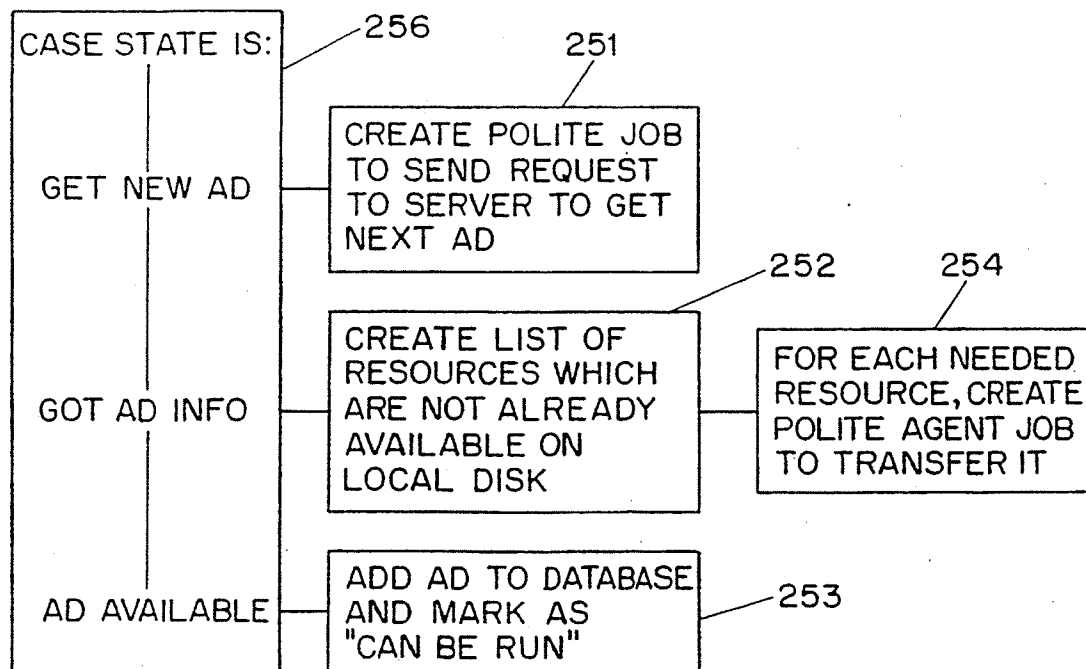 CASE STATE IS:
256
251
CREATE POLITE JOB
TO SEND REQUEST
TO SERVER TO GET
NEXT AD
GET NEW AD
252
254
CREATE LIST OF
RESOURCES WHICH
ARE NOT ALREADY
AVAILABLE ON
LOCAL DISK
FOR EACH NEEDED
RESOURCE, CREATE
POLITE AGENT JOB
TO TRANSFER IT
GOT AD INFO
ADD AD TO DATABASE
AND MARK AS
"CAN BE RUN"
253
AD AVAILABLE